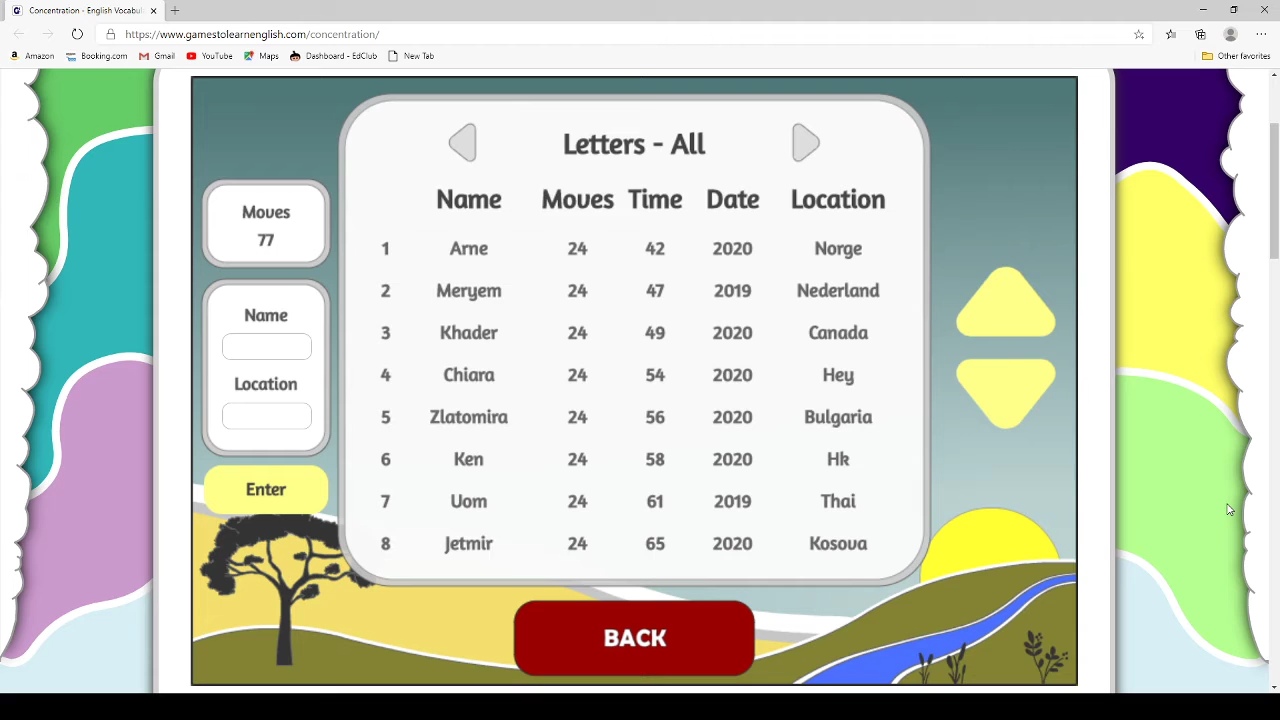 Concentration - English Vocabul
https://www.gamestolearnenglish.com/concentration/
Amazon Booking.com Gmail YouTube Maps Dashboard - EdClub New Tab Other favorites
Letters - All
Name Moves Time Date Location
1 Arne 24 42 2020 Norge
2 Meryem 24 47 2019 Nederland
3 Khader 24 49 2020 Canada
4 Chiara 24 54 2020 Hey
5 Zlatomira 24 56 2020 Bulgaria
6 Ken 24 58 2020 Hk
7 Uom 24 61 2019 Thai
8 Jetmir 24 65 2020 Kosova
Moves
77
Name
Location
Enter
BACK